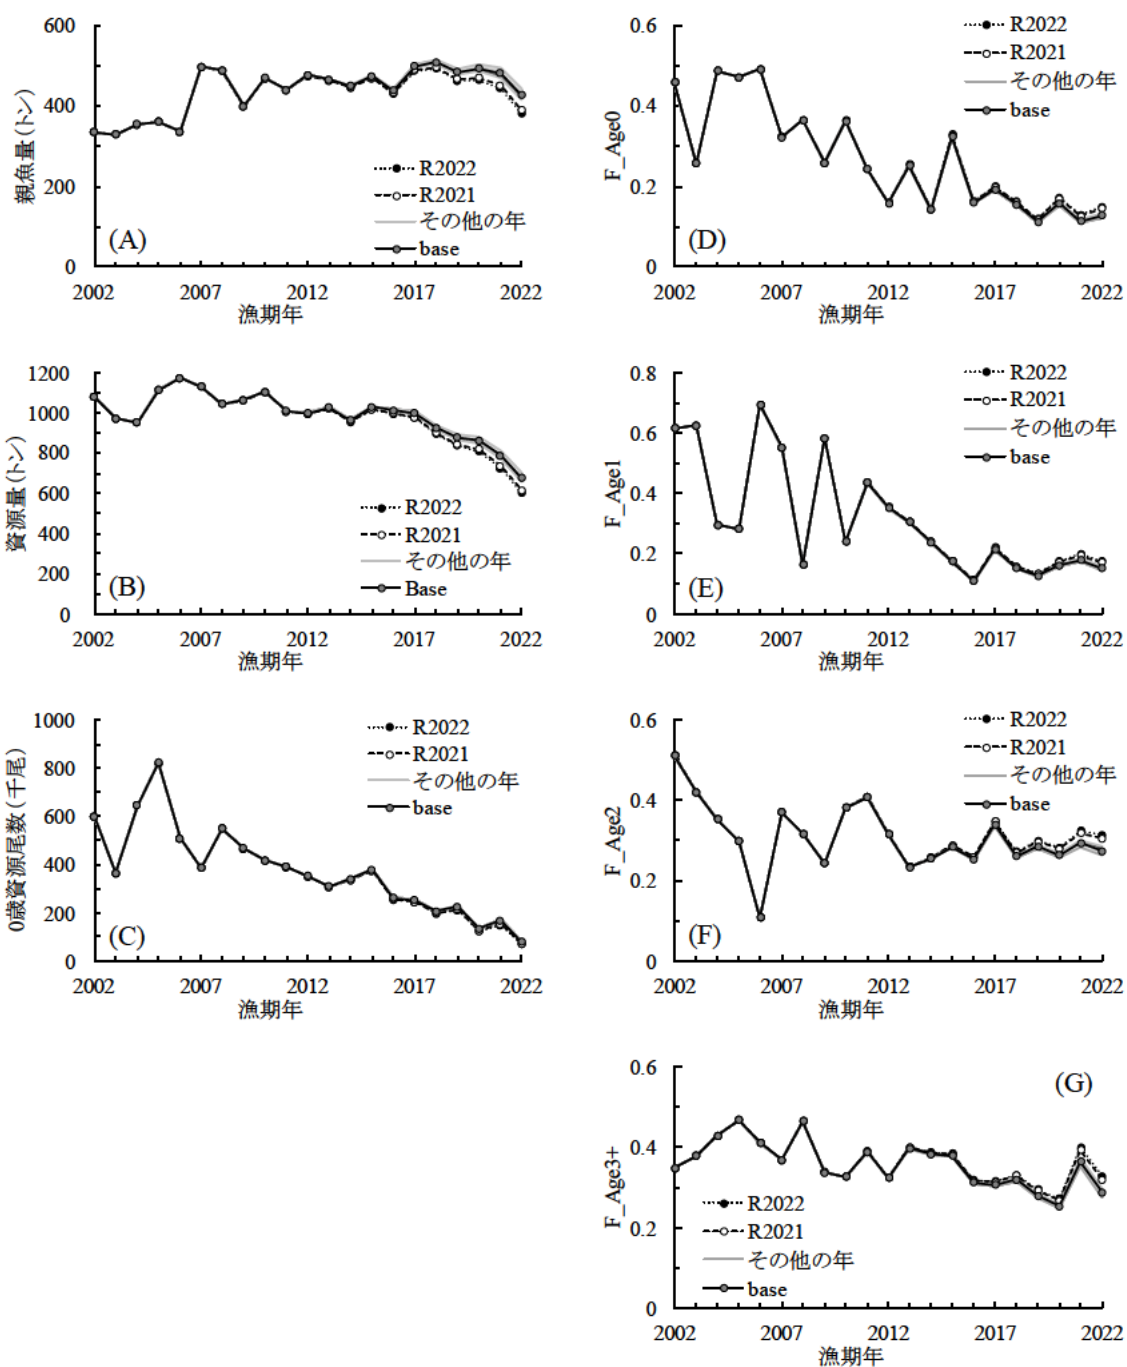 600
400
200
0
親魚量(トン)
R2022
R2021
その他の年
base
(A)
2002
2007
2012
2017
2022
漁期年
0.6
0.4
0.2
0
F_Age0
R2022
R2021
その他の年
base
(D)
2002
2007
2012
2017
2022
漁期年
1200
1000
800
600
400
200
0
資源量(トン)
R2022
R2021
その他の年
Base
(B)
2002
2007
2012
2017
2022
漁期年
0.8
0.6
0.4
0.2
0
F_Age1
R2022
R2021
その他の年
base
(E)
2002
2007
2012
2017
2022
漁期年
1000
800
600
400
200
0
0歳資源尾数(千尾)
R2022
R2021
その他の年
base
(C)
2002
2007
2012
2017
2022
漁期年
0.6
0.4
0.2
0
F_Age2
R2022
R2021
その他の年
base
(F)
2002
2007
2012
2017
2022
漁期年
0.6
0.4
0.2
0
F_Age3+
(G)
R2022
R2021
その他の年
base
2002
2007
2012
2017
2022
漁期年